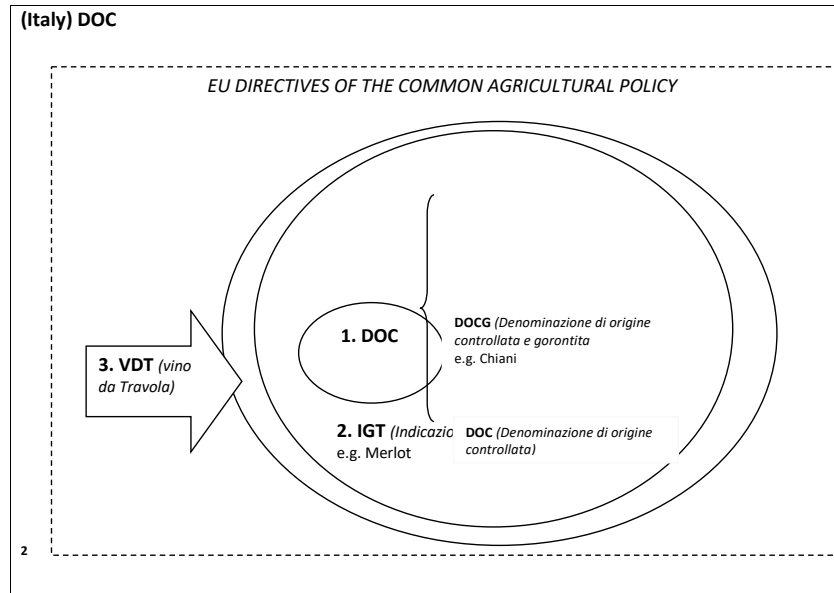 (Italy) DOC
EU DIRECTIVES OF THE COMMON AGRICULTURAL POLICY
1. DOC
DOCG (Denominazione di origine
controllata e gorontita
e.g. Chiani
3. VDT (vino
da Travola)
2. IGT (Indicazio
e.g. Merlot
DOC (Denominazione di origine
controllata)
2